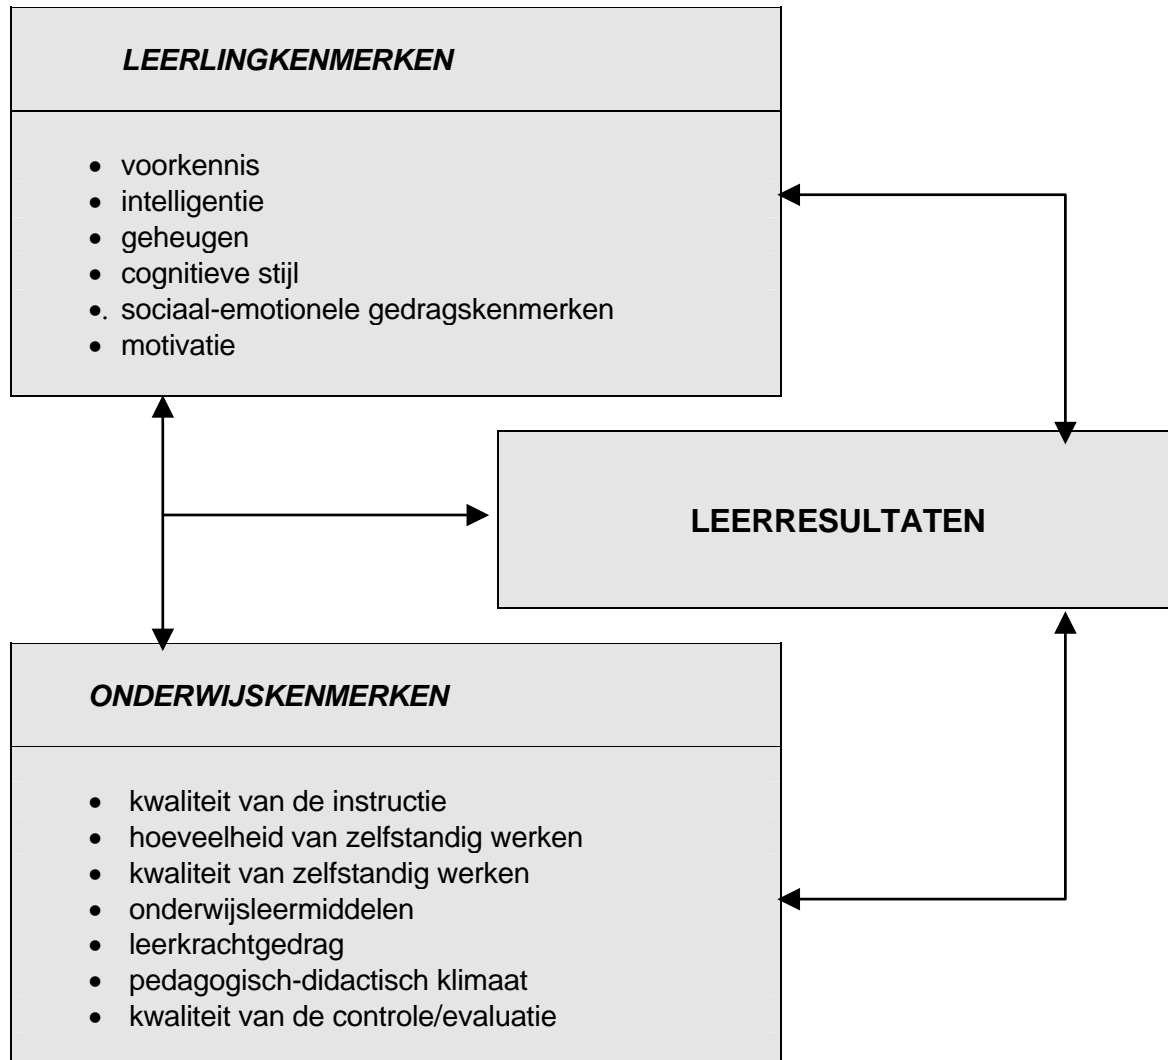 LEERLINGKENMERKEN
• voorkennis
• intelligentie
• geheugen
• cognitieve stijl
•. sociaal-emotionele gedragskenmerken
• motivatie
LEERRESULTATEN
ONDERWIJSKENMERKEN
• kwaliteit van de instructie
• hoeveelheid van zelfstandig werken
• kwaliteit van zelfstandig werken
• onderwijsleermiddelen
• leerkrachtgedrag
• pedagogisch-didactisch klimaat
• kwaliteit van de controle/evaluatie